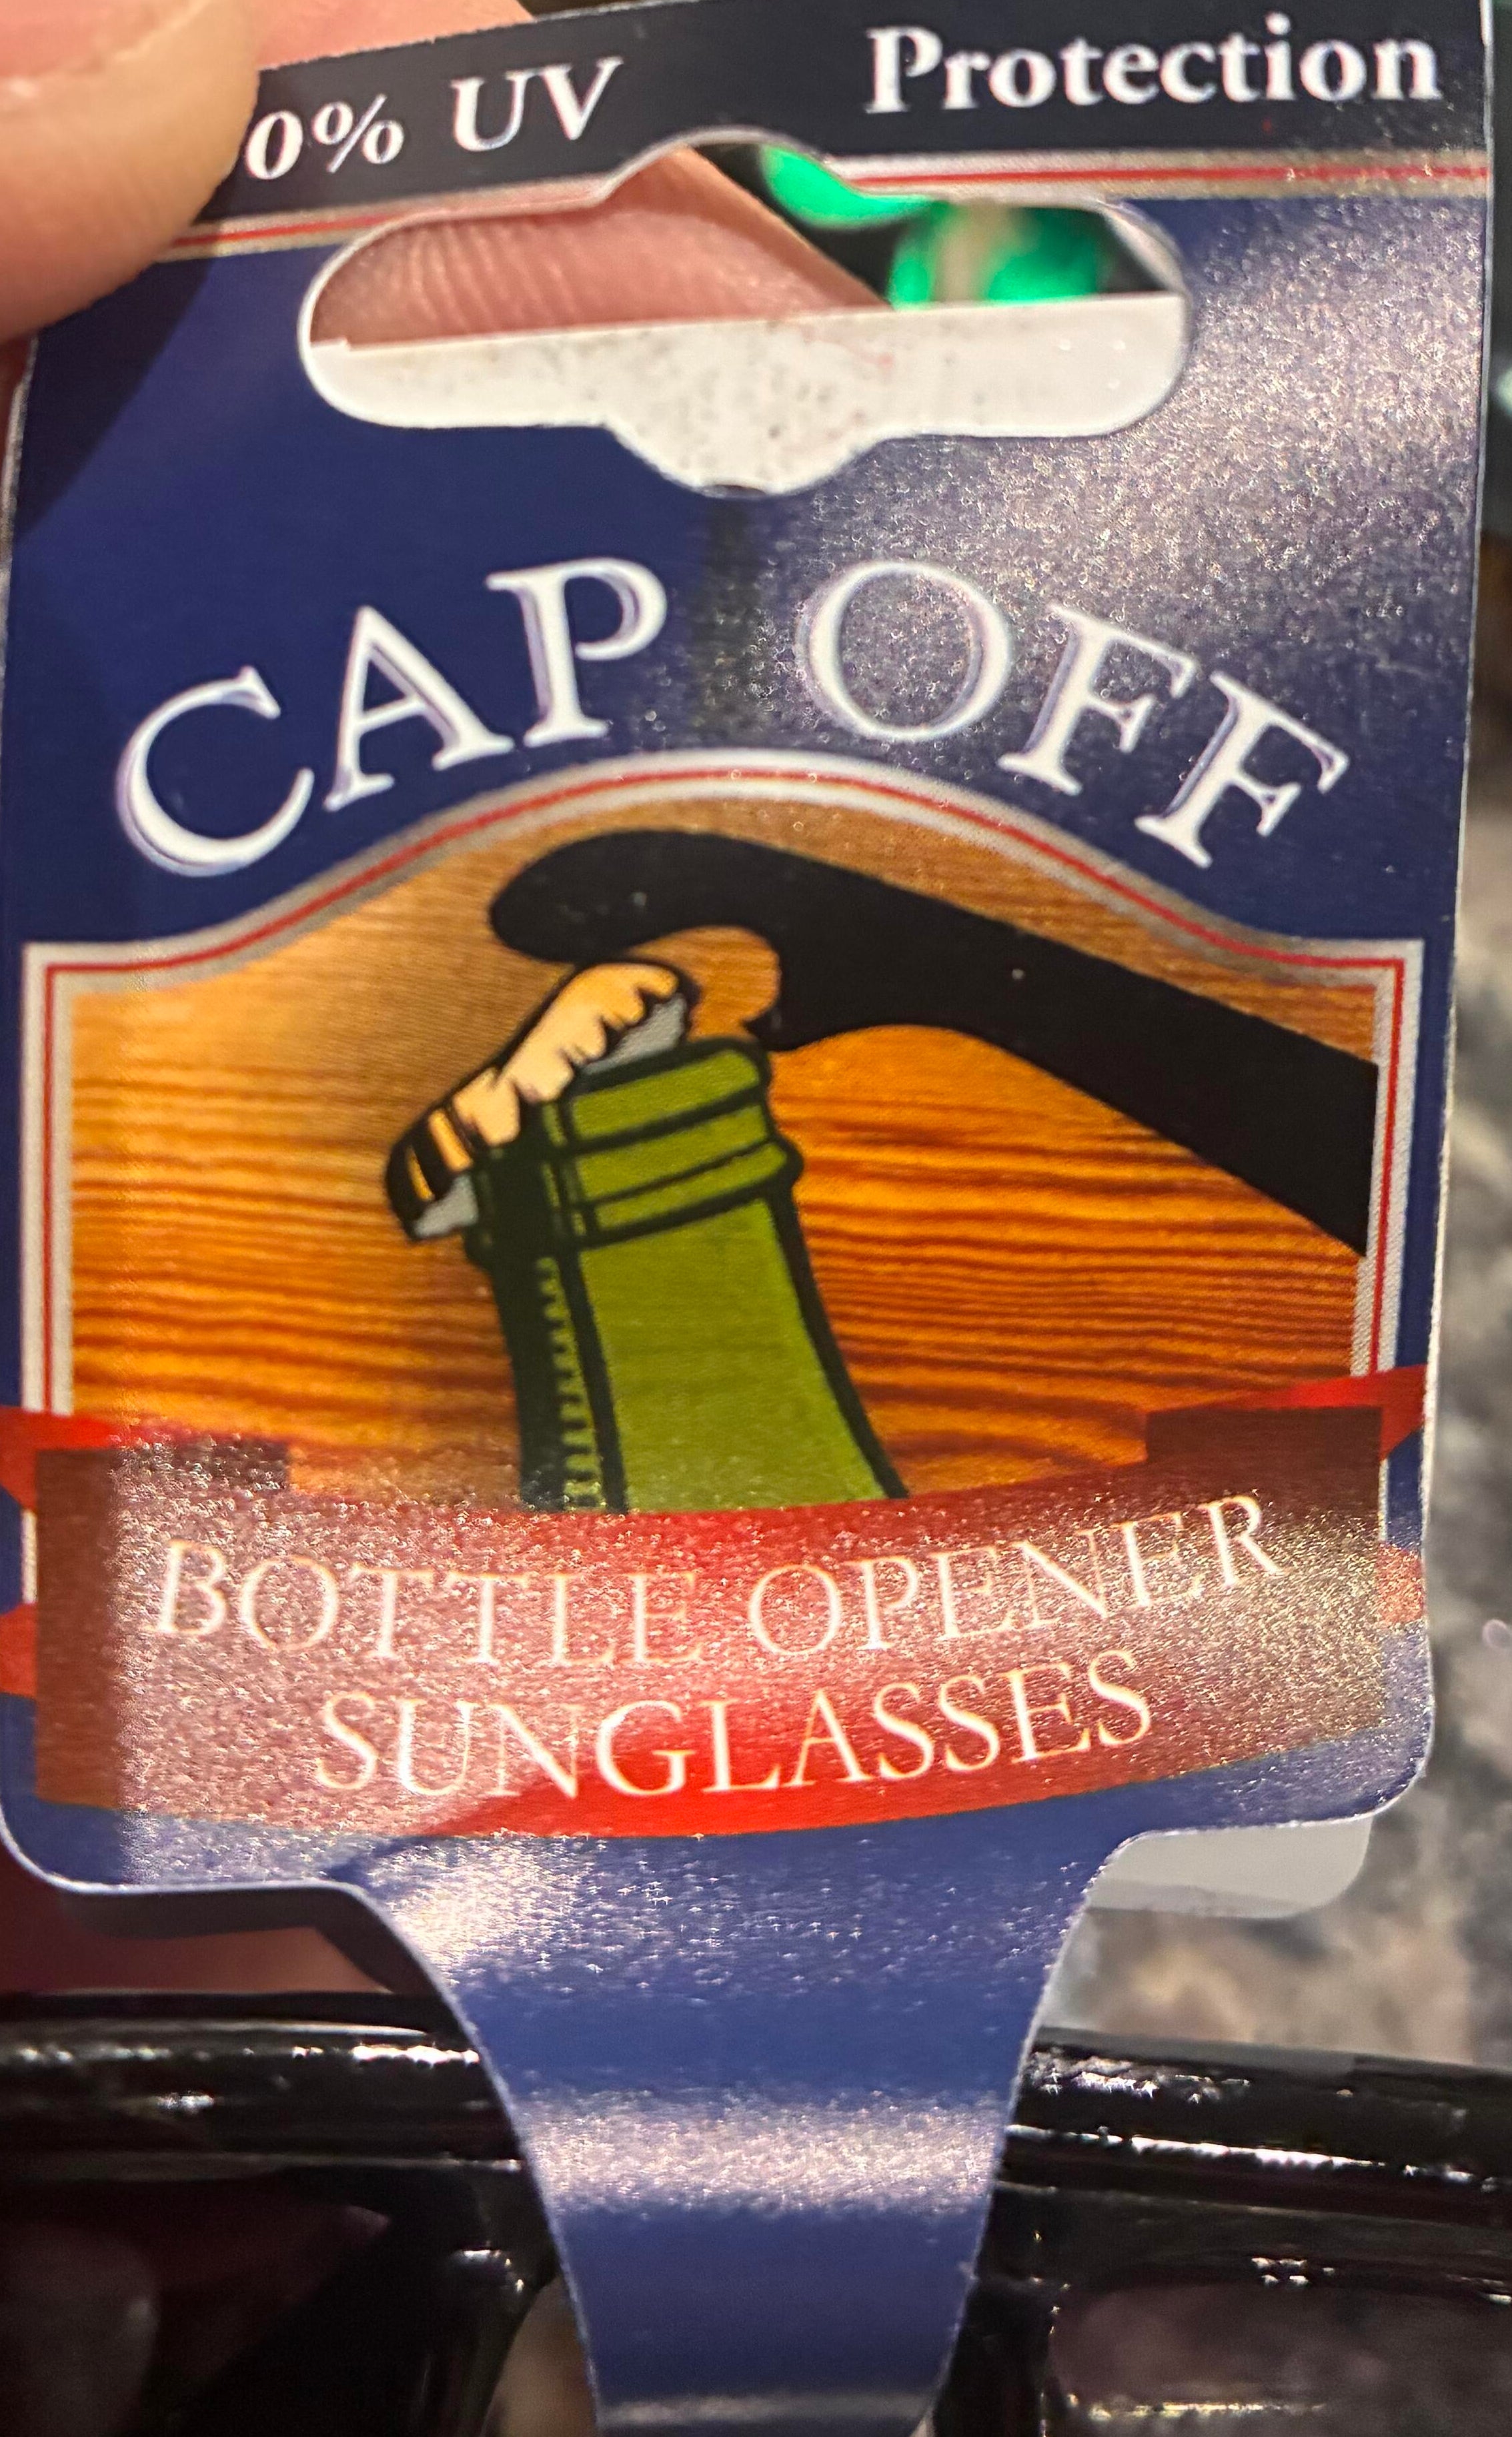 0% UV Protection
CAP OFF
BOTTLE OPENER
SUNGLASSES